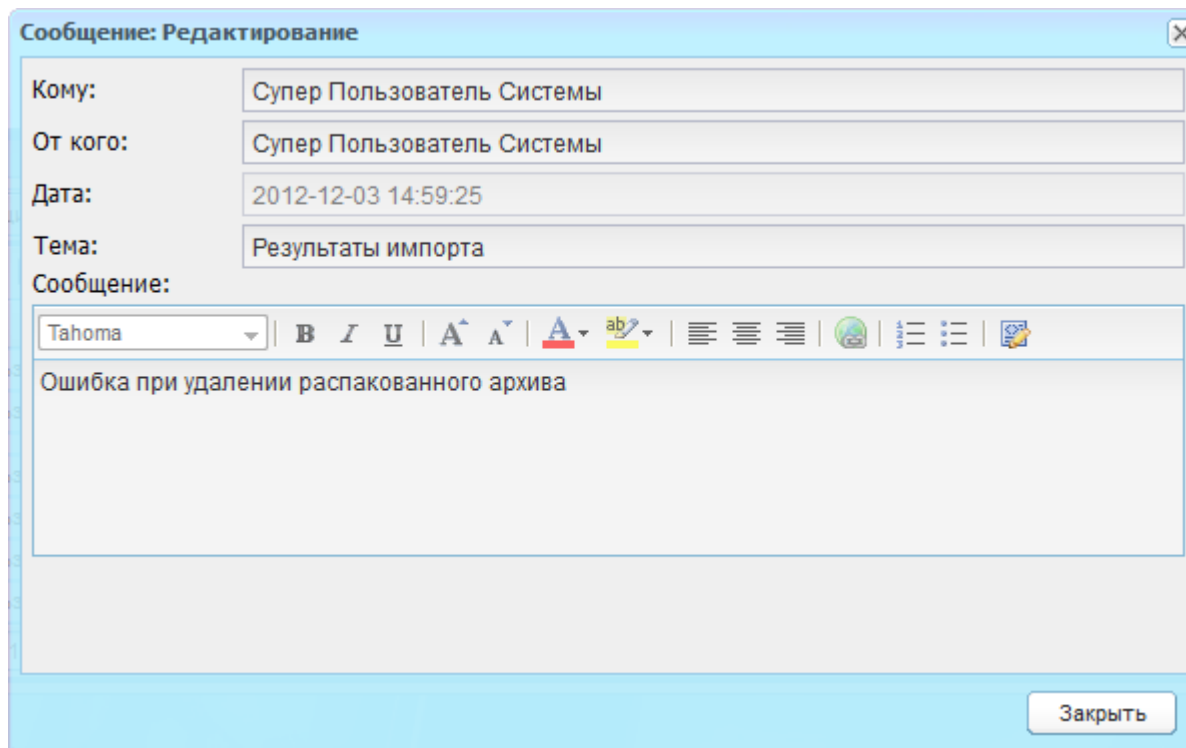 Сообщение: Редактирование
Кому: Супер Пользователь Системы
От кого: Супер Пользователь Системы
Дата: 2012-12-03 14:59:25
Тема: Результаты импорта
Сообщение:
Tahoma B I U A A A ab
Ошибка при удалении распакованного архива
Закрыть